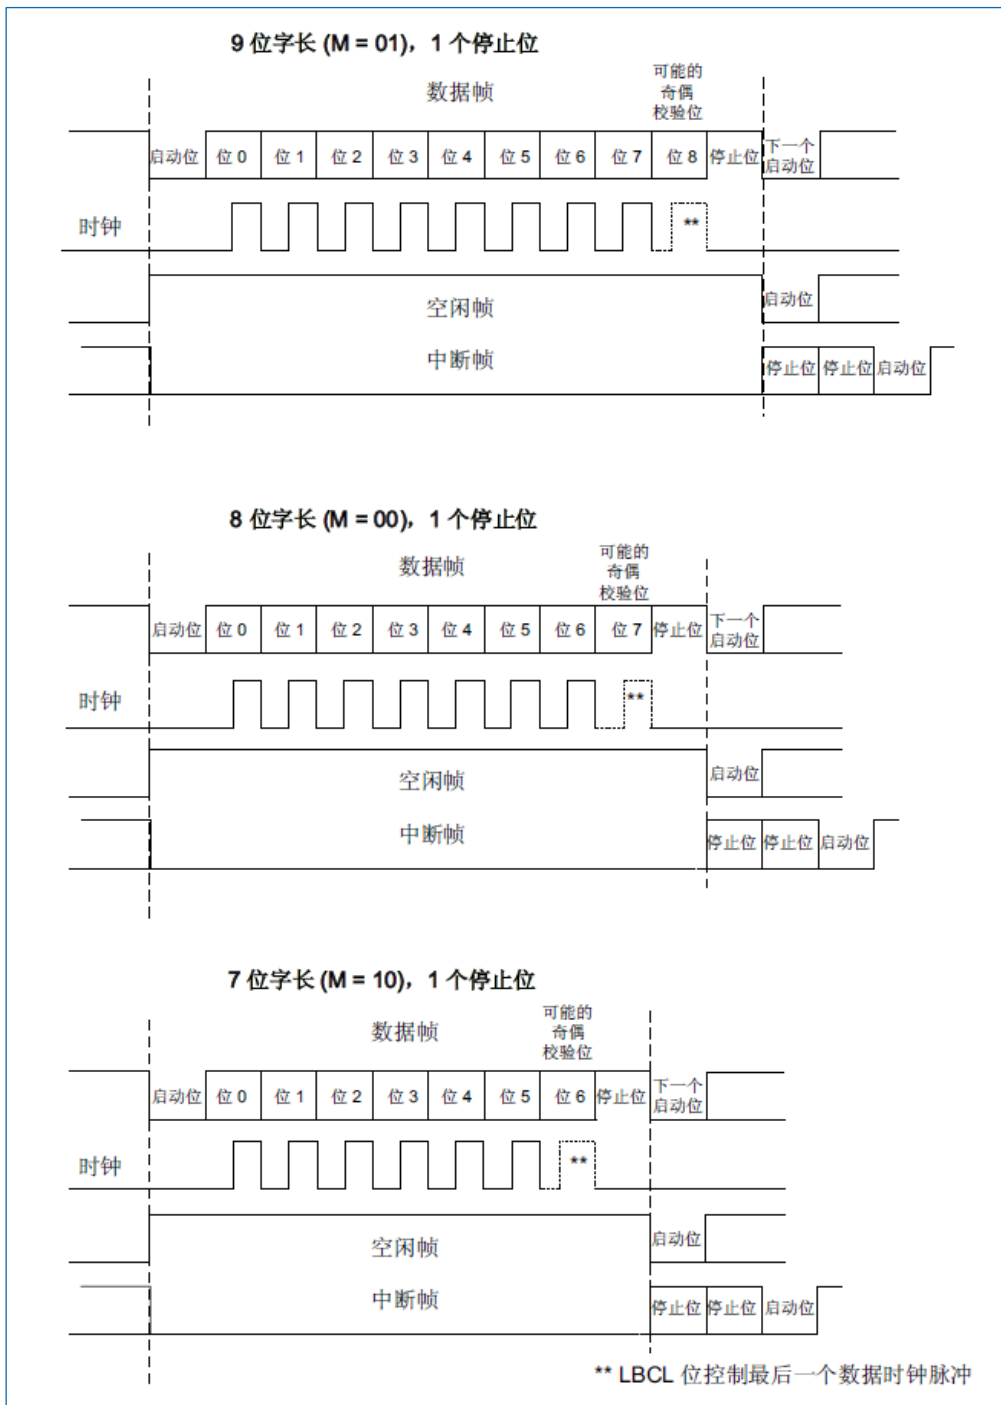 9 位字长 (M = 01)，1 个停止位
数据帧
可能的
奇偶
校验位
启动位 位 0 位 1 位 2 位 3 位 4 位 5 位 6 位 7 位 8 停止位 下一个
启动位
时钟
**
空闲帧
启动位
中断帧
停止位 停止位 启动位
8 位字长 (M = 00)，1 个停止位
数据帧
可能的
奇偶
校验位
启动位 位 0 位 1 位 2 位 3 位 4 位 5 位 6 位 7 停止位 下一个
启动位
时钟
**
空闲帧
启动位
中断帧
停止位 停止位 启动位
7 位字长 (M = 10)，1 个停止位
数据帧
可能的
奇偶
校验位
启动位 位 0 位 1 位 2 位 3 位 4 位 5 位 6 停止位 下一个
启动位
时钟
**
空闲帧
启动位
中断帧
停止位 停止位 启动位
** LBCL 位控制最后一个数据时钟脉冲